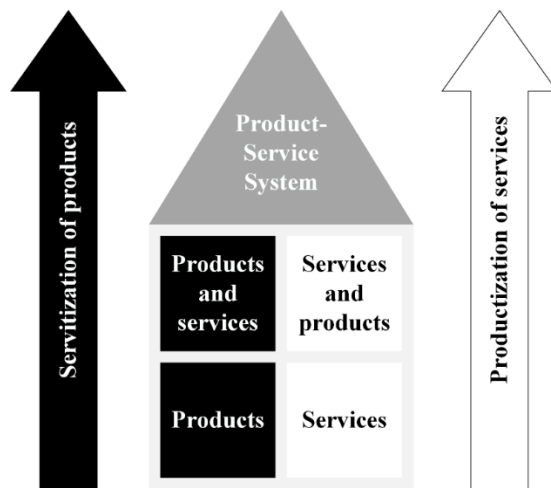 Servitization of products
Product-
Service
System
Productization of services
Products
and
services
Services
and
products
Products
Services